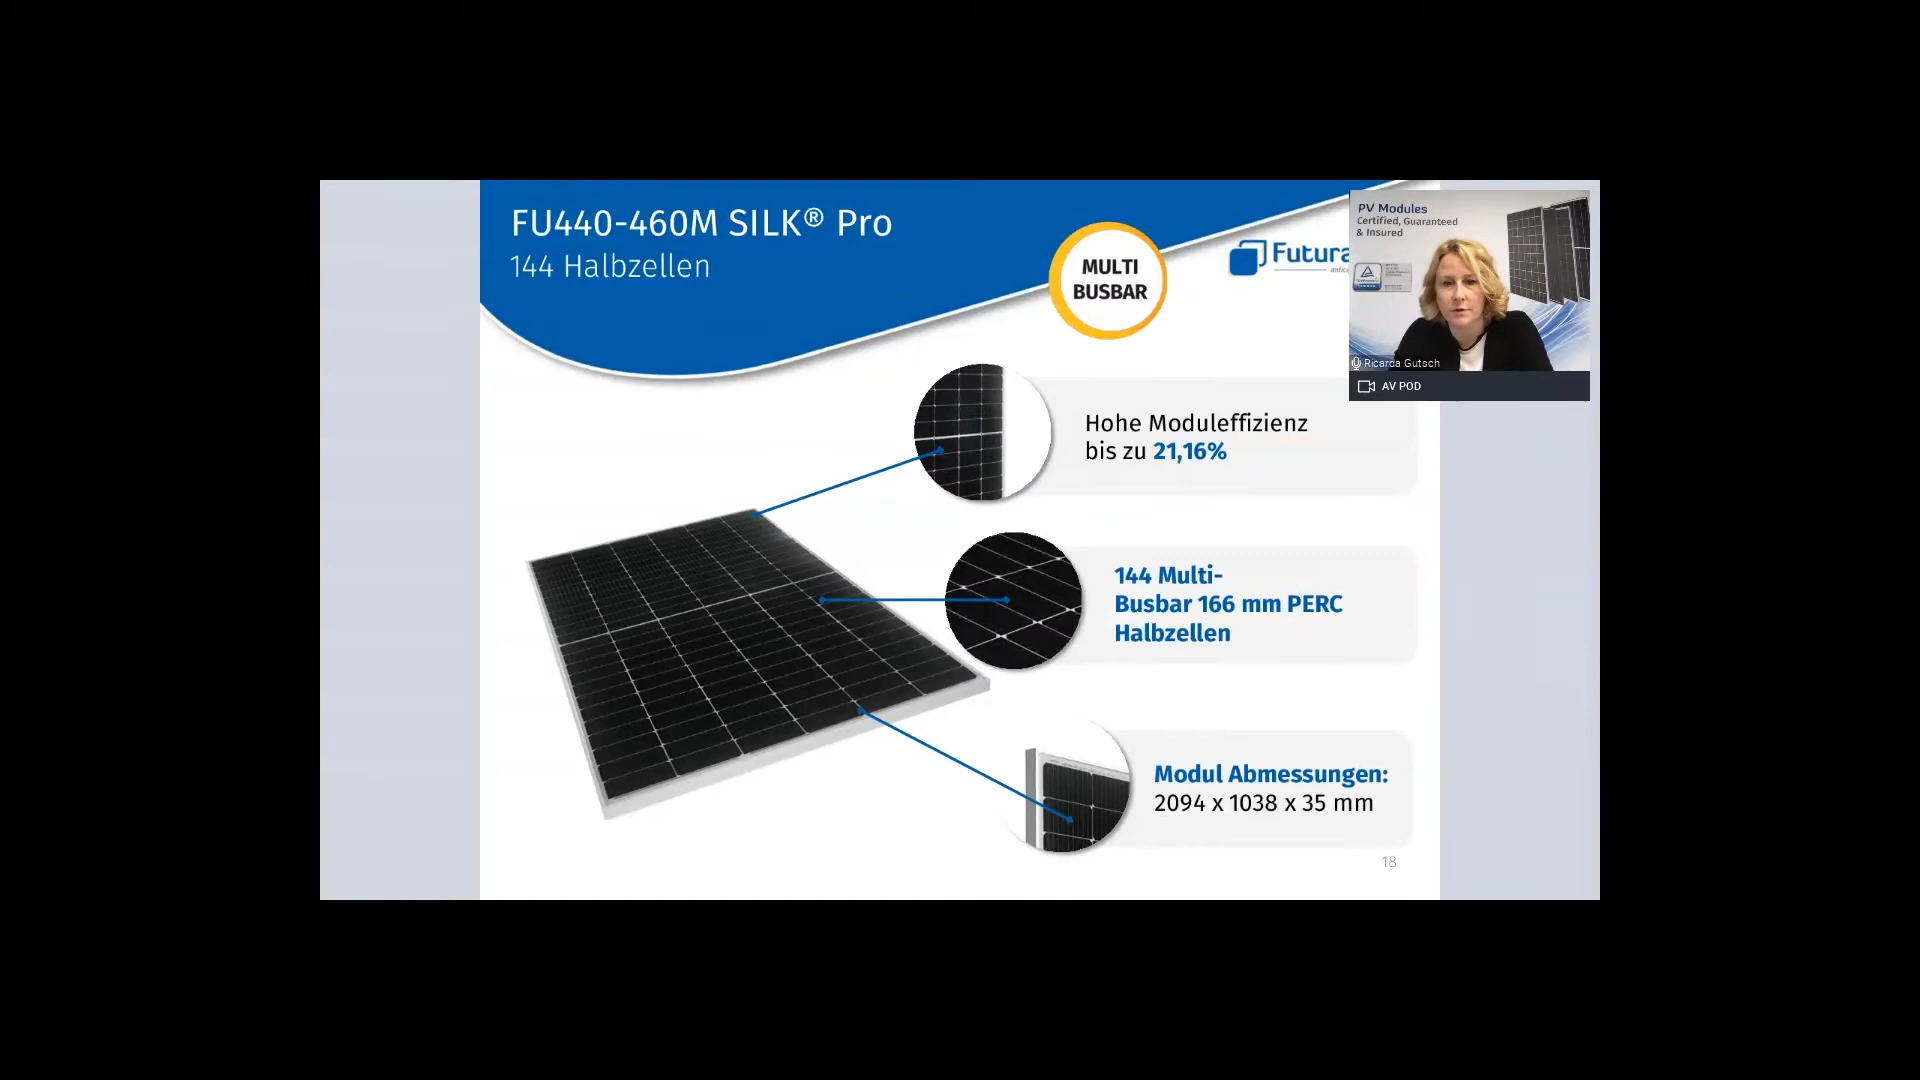 FU440-460M SILK® Pro
144 Halbzellen
MULTI
BUSBAR
Futura
PV Modules
Certified, Guaranteed
& Insured
Ricarda Gutsch
AV POD
Hohe Moduleffizienz
bis zu 21,16%
144 Multi-
Busbar 166 mm PERC
Halbzellen
Modul Abmessungen:
2094 x 1038 x 35 mm
18